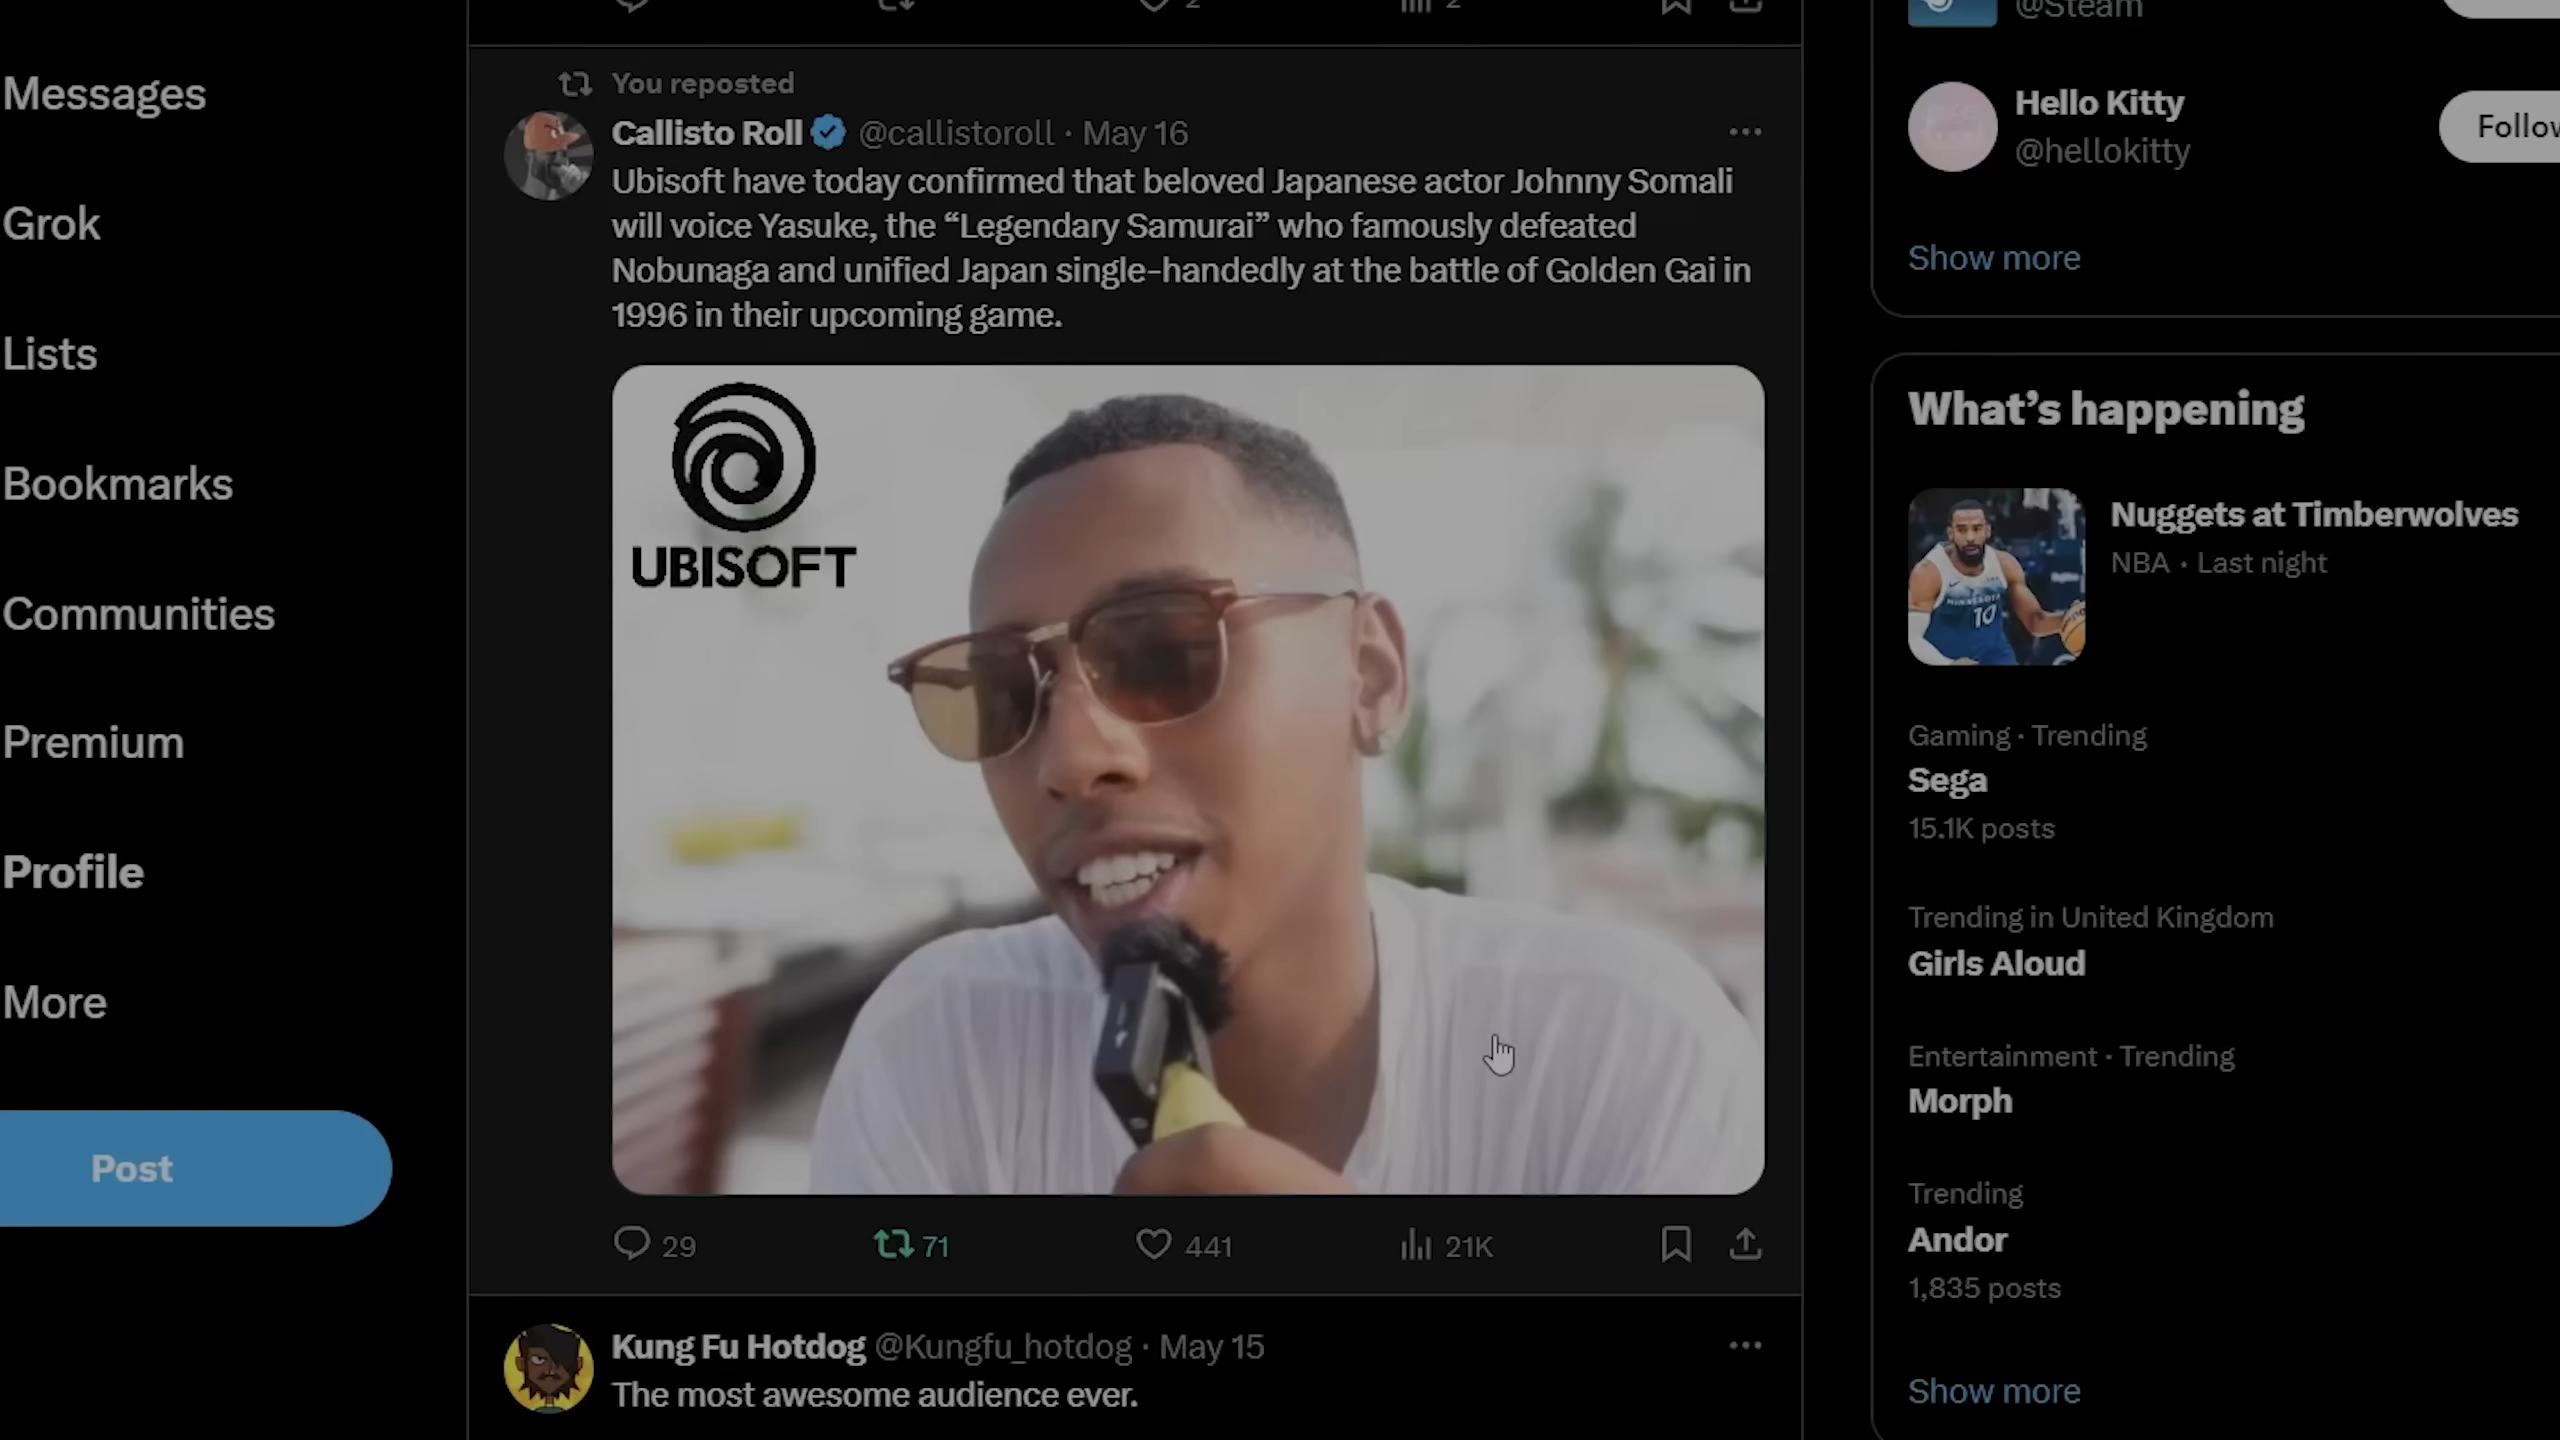 Messages
Grok
Lists
Bookmarks
Communities
Premium
Profile
More
Post
2
2
You reposted
Callisto Roll @callistoroll · May 16
Ubisoft have today confirmed that beloved Japanese actor Johnny Somali
will voice Yasuke, the “Legendary Samurai” who famously defeated
Nobunaga and unified Japan single-handedly at the battle of Golden Gai in
1996 in their upcoming game.
UBISOFT
29
71
441
21K
Kung Fu Hotdog @Kungfu_hotdog · May 15
The most awesome audience ever.
@Steam
Hello Kitty
@hellokitty
Follow
Show more
What’s happening
Nuggets at Timberwolves
NBA · Last night
MINNESOTA
10
Gaming · Trending
Sega
15.1K posts
Trending in United Kingdom
Girls Aloud
Entertainment · Trending
Morph
Trending
Andor
1,835 posts
Show more